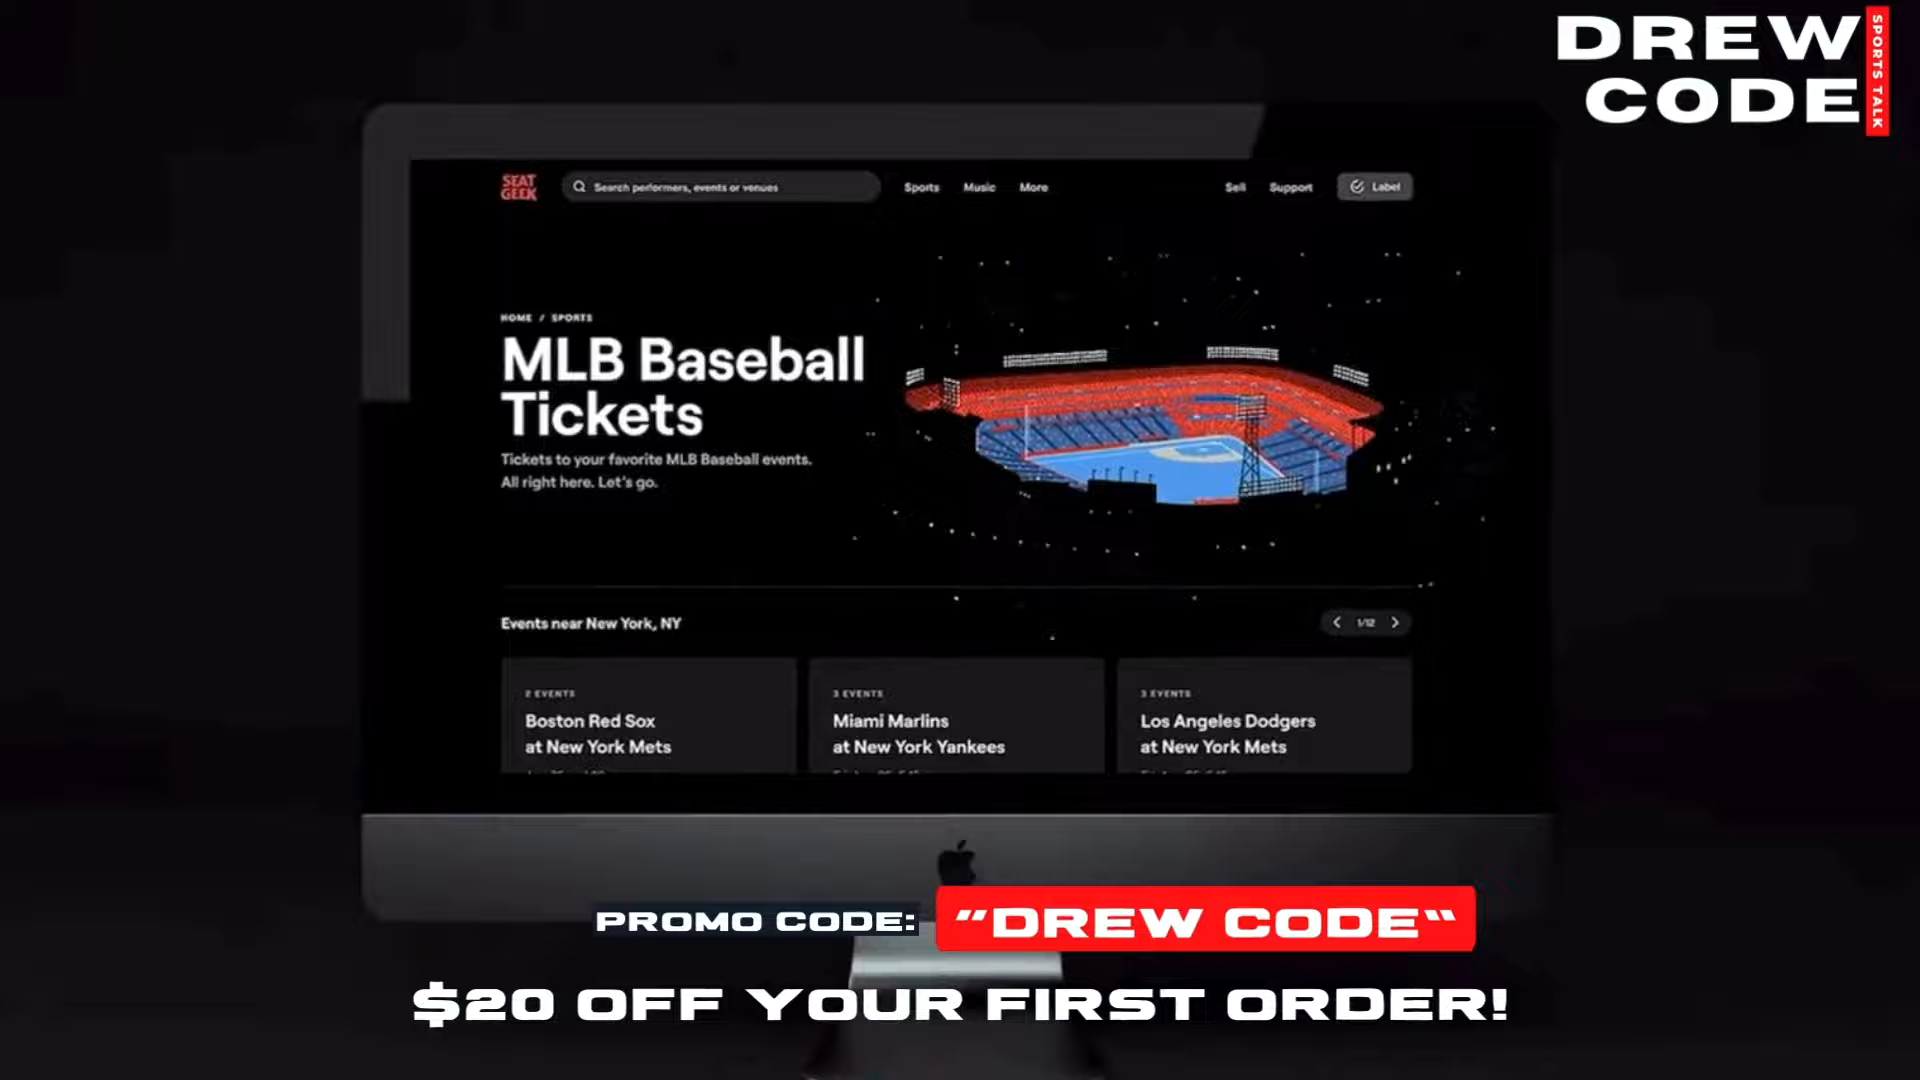 DREW
CODE
SPORTS TALK
SEAT
GEEK
Search performers, events or venues
Sports
Music
More
Sell
Support
Label
HOME / SPORTS
MLB Baseball
Tickets
Tickets to your favorite MLB Baseball events.
All right here. Let's go.
Events near New York, NY
1/12
2 EVENTS
Boston Red Sox
at New York Mets
3 EVENTS
Miami Marlins
at New York Yankees
3 EVENTS
Los Angeles Dodgers
at New York Mets
PROMO CODE: "DREW CODE"
$20 OFF YOUR FIRST ORDER!